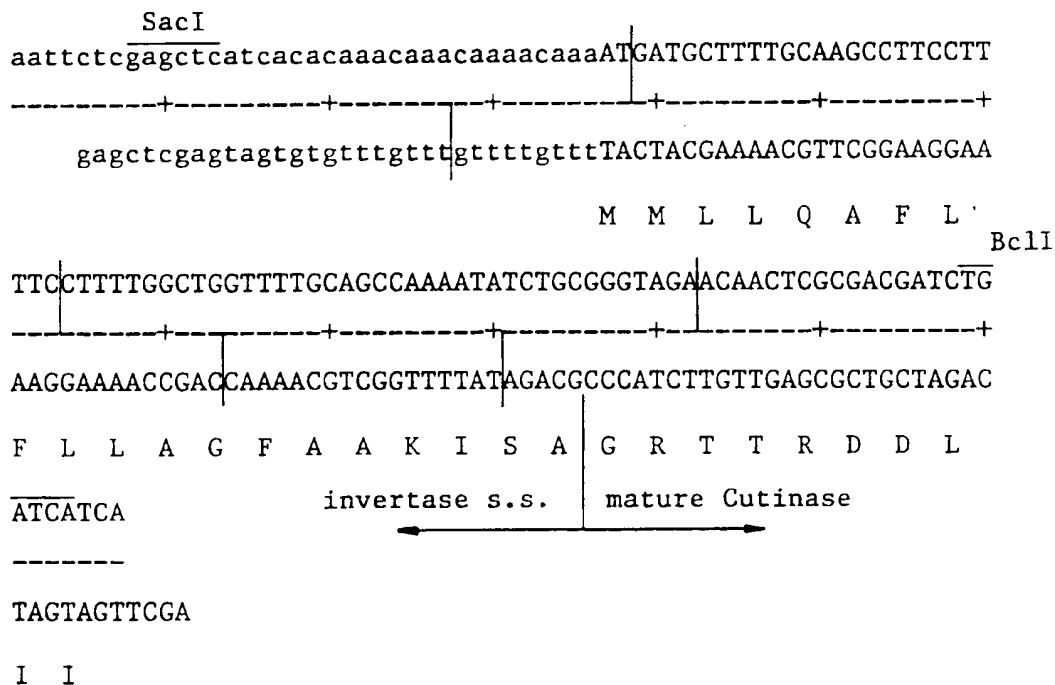 SacI
aattctcgagctcatcacacaaacaaacaaaacaaaATGATGCTTTTGCAAGCCTTCCTT
---------+---------+---------+---------+---------+---------+
gagctcgagtagtgtgtttgtttgttttgtttTACTACGAAAACGTTCGGAAGGAA
M M L L Q A F L
BclI
TTCCTTTTGGCTGGTTTTGCAGCCAAAATATCTGCGGGTAGAACAACTCGCGACGATCTG
---------+---------+---------+---------+---------+---------+
AAGGAAAACCGACCAAAACGTCGGTTTTATAGACGCCCATCTTGTTGAGCGCTGCTAGAC
F L L A G F A A K I S A G R T T R D D L
ATCATCA invertase s.s. mature Cutinase
-------
TAGTAGTTCGA
I I